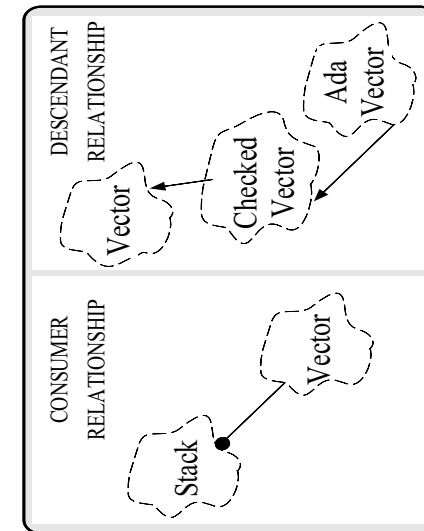 CONSUMER
RELATIONSHIP
Stack
Vector
DESCENDANT
RELATIONSHIP
Vector
Checked
Vector
Ada
Vector